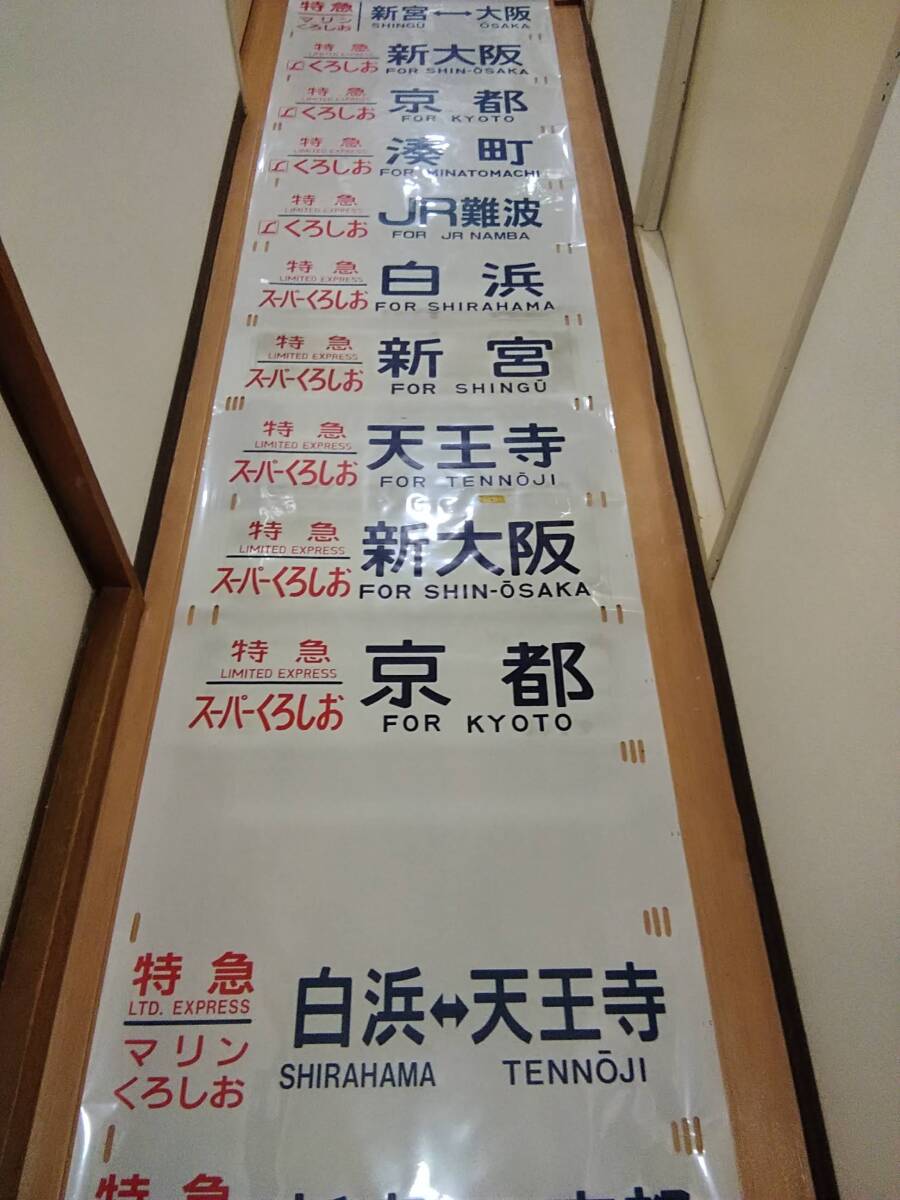 特急 新宮↔大阪
マリン SHINGŪ ŌSAKA
くろしお
特急 新大阪
LIMITED EXPRESS
くろしお FOR SHIN-ŌSAKA
特急 京都
LIMITED EXPRESS
くろしお FOR KYOTO
特急 湊町
LIMITED EXPRESS
くろしお FOR MINATOMACHI
特急 JR難波
LIMITED EXPRESS
くろしお FOR JR NAMBA
特急 白浜
LIMITED EXPRESS
スーパーくろしお FOR SHIRAHAMA
特急 新宮
LIMITED EXPRESS
スーパーくろしお FOR SHINGŪ
特急 天王寺
LIMITED EXPRESS
スーパーくろしお FOR TENNŌJI
特急 新大阪
LIMITED EXPRESS
スーパーくろしお FOR SHIN-ŌSAKA
特急 京都
LIMITED EXPRESS
スーパーくろしお FOR KYOTO
特急 白浜↔天王寺
LTD. EXPRESS
マリン SHIRAHAMA TENNŌJI
くろしお
特急